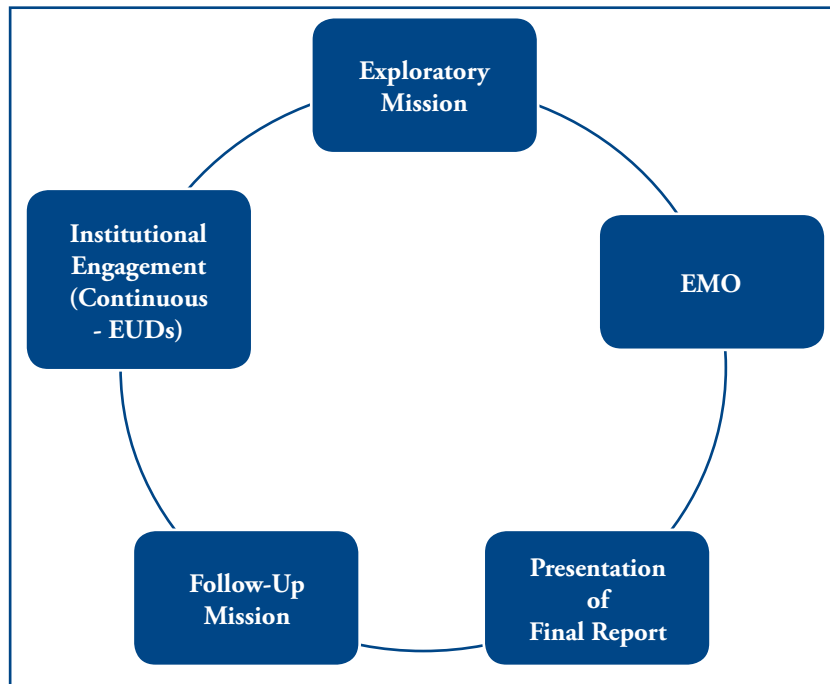 Exploratory
Mission
EMO
Presentation
of
Final Report
Follow-Up
Mission
Institutional
Engagement
(Continuous
- EUDs)